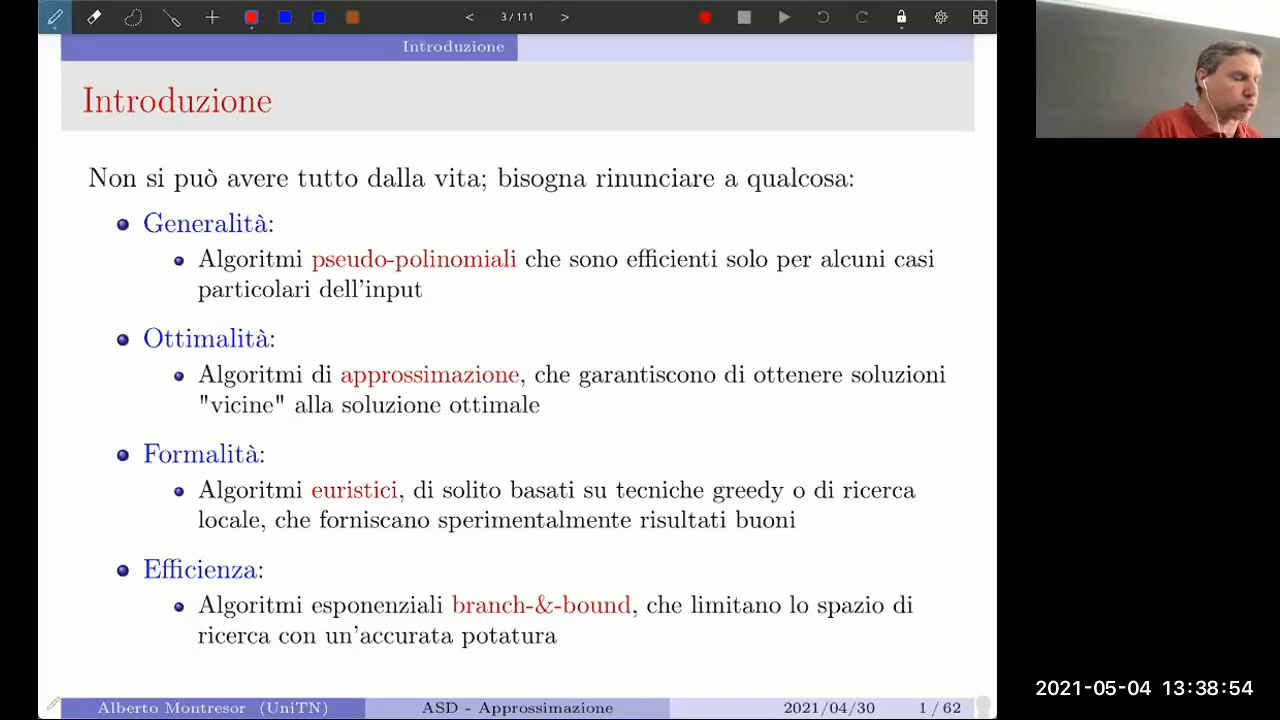 3 / 111
Introduzione
Introduzione
Non si può avere tutto dalla vita; bisogna rinunciare a qualcosa:
Generalità:
Algoritmi pseudo-polinomiali che sono efficienti solo per alcuni casi
particolari dell'input
Ottimalità:
Algoritmi di approssimazione, che garantiscono di ottenere soluzioni
"vicine" alla soluzione ottimale
Formalità:
Algoritmi euristici, di solito basati su tecniche greedy o di ricerca
locale, che forniscano sperimentalmente risultati buoni
Efficienza:
Algoritmi esponenziali branch-&-bound, che limitano lo spazio di
ricerca con un'accurata potatura
Alberto Montresor (UniTN) ASD - Approssimazione 2021/04/30 1 / 62
2021-05-04 13:38:54